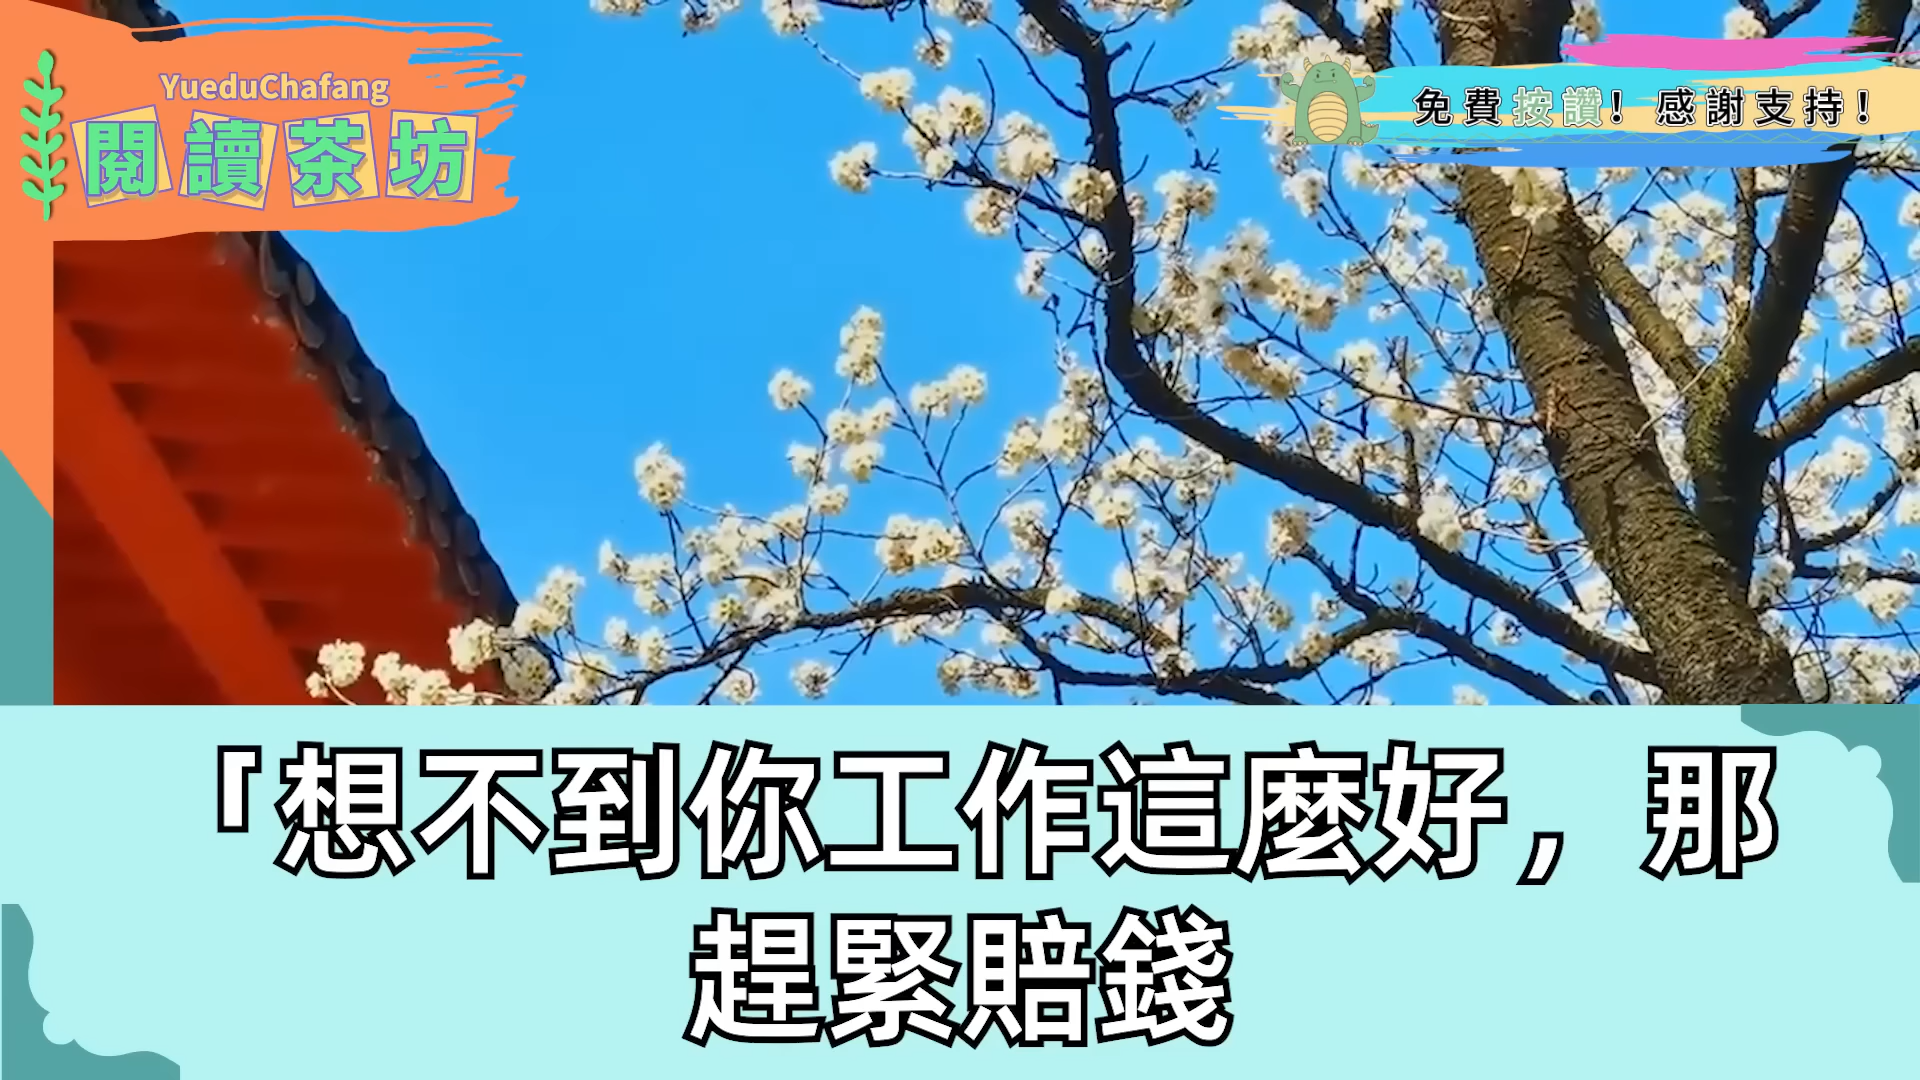 YueduChafang
閱讀茶坊
免費按讚！感謝支持！
「想不到你工作這麼好，那
趕緊賠錢